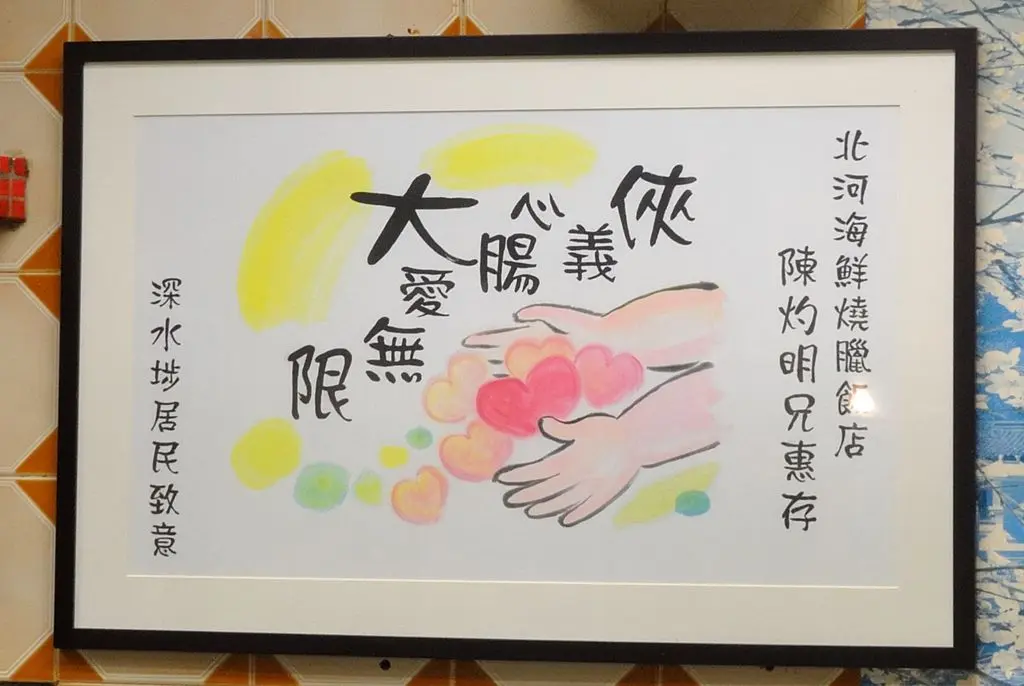 北河海鮮燒臘飯店
陳灼明兄惠存
俠義心腸
大愛無限
深水埗居民致意